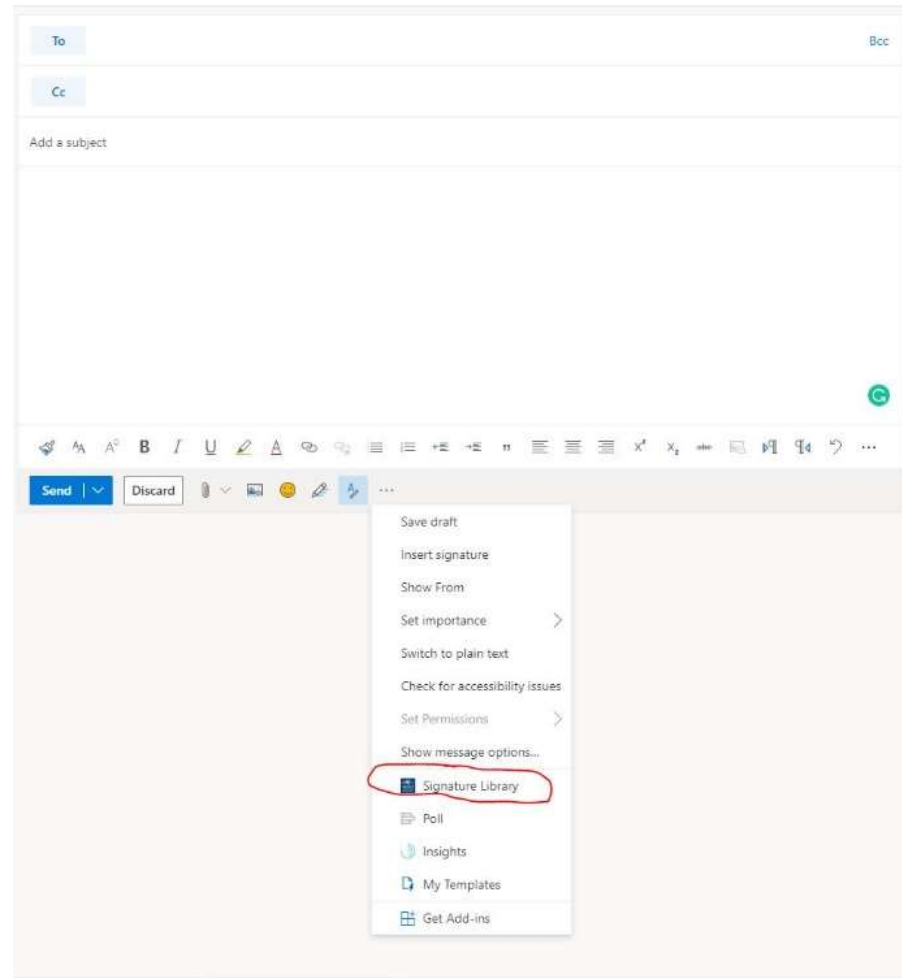 To
Bcc
Cc
Add a subject
Send Discard
Save draft
Insert signature
Show From
Set importance
Switch to plain text
Check for accessibility issues
Set Permissions
Show message options...
Signature Library
Poll
Insights
My Templates
Get Add-ins